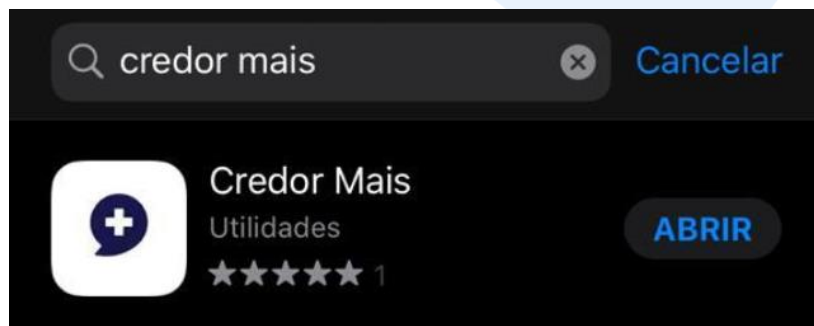 credor mais
Cancelar
Credor Mais
Utilidades
ABRIR
1